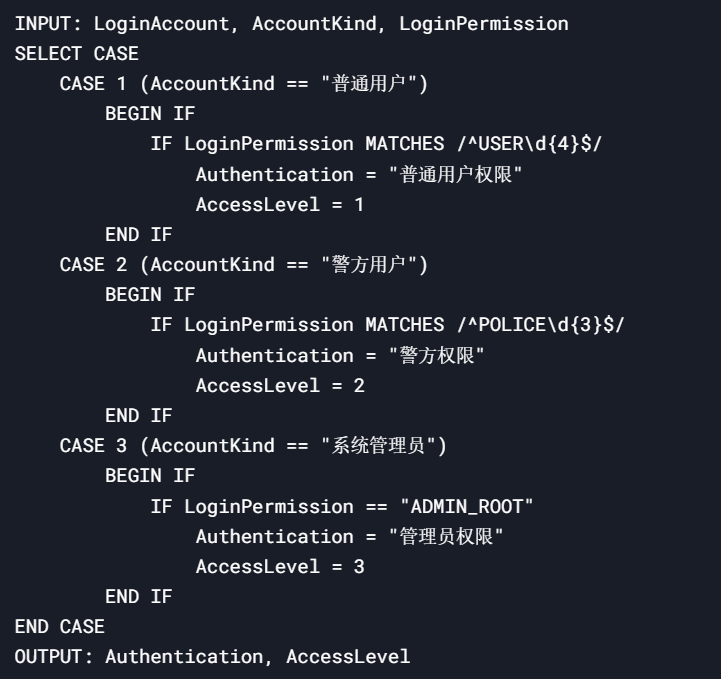 INPUT: LoginAccount, AccountKind, LoginPermission
SELECT CASE
    CASE 1 (AccountKind == "普通用户")
        BEGIN IF
            IF LoginPermission MATCHES /^USER\d{4}$/
                Authentication = "普通用户权限"
                AccessLevel = 1
        END IF
    CASE 2 (AccountKind == "警方用户")
        BEGIN IF
            IF LoginPermission MATCHES /^POLICE\d{3}$/
                Authentication = "警方权限"
                AccessLevel = 2
        END IF
    CASE 3 (AccountKind == "系统管理员")
        BEGIN IF
            IF LoginPermission == "ADMIN_ROOT"
                Authentication = "管理员权限"
                AccessLevel = 3
        END IF
END CASE
OUTPUT: Authentication, AccessLevel